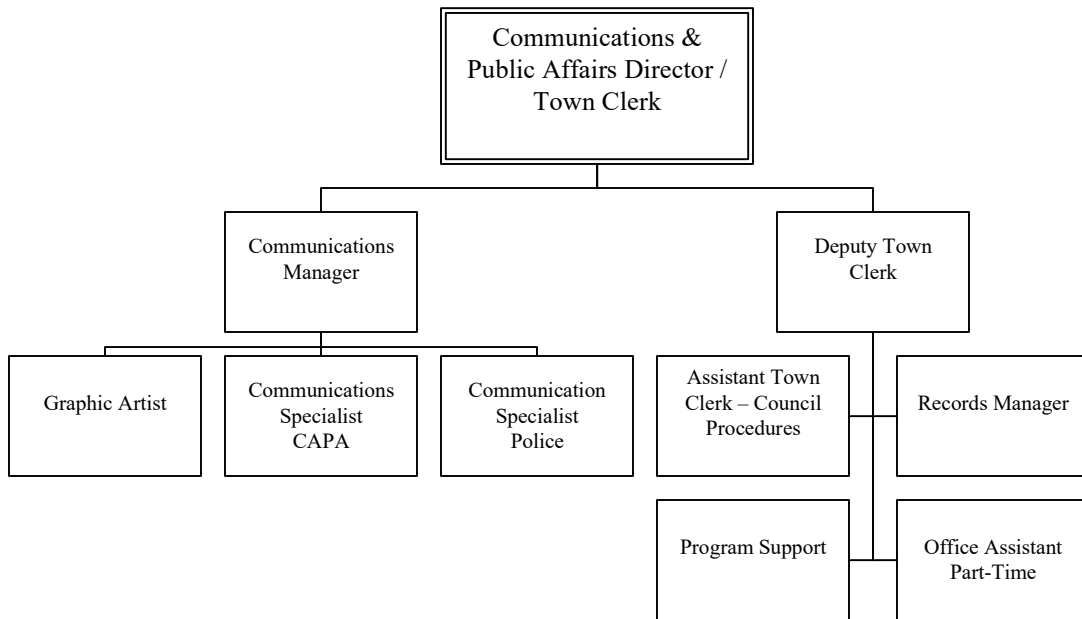 Communications &
Public Affairs Director /
Town Clerk
Communications
Manager
Deputy Town
Clerk
Graphic Artist
Communications
Specialist
CAPA
Communication
Specialist
Police
Assistant Town
Clerk – Council
Procedures
Records Manager
Program Support
Office Assistant
Part-Time